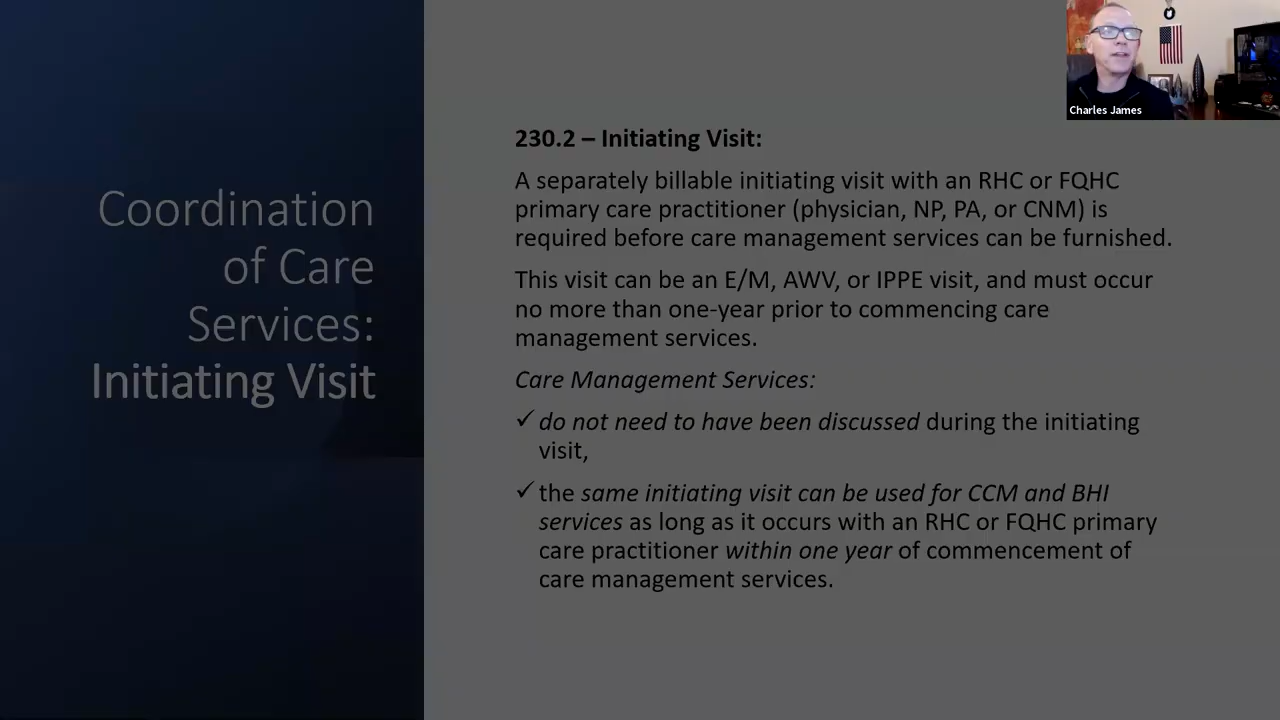 Charles James
Coordination
of Care
Services:
Initiating Visit
230.2 – Initiating Visit:
A separately billable initiating visit with an RHC or FQHC
primary care practitioner (physician, NP, PA, or CNM) is
required before care management services can be furnished.
This visit can be an E/M, AWV, or IPPE visit, and must occur
no more than one-year prior to commencing care
management services.
Care Management Services:
✓ do not need to have been discussed during the initiating
visit,
✓ the same initiating visit can be used for CCM and BHI
services as long as it occurs with an RHC or FQHC primary
care practitioner within one year of commencement of
care management services.